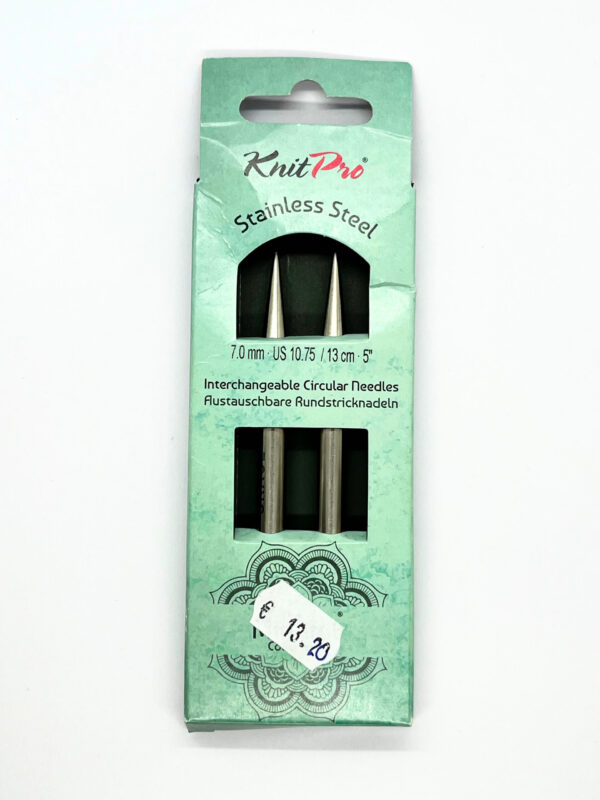 KnitPro®
Stainless Steel
7.0 mm · US 10.75 / 13 cm · 5"
Interchangeable Circular Needles
Austauschbare Rundstricknadeln
®
€ 13.20